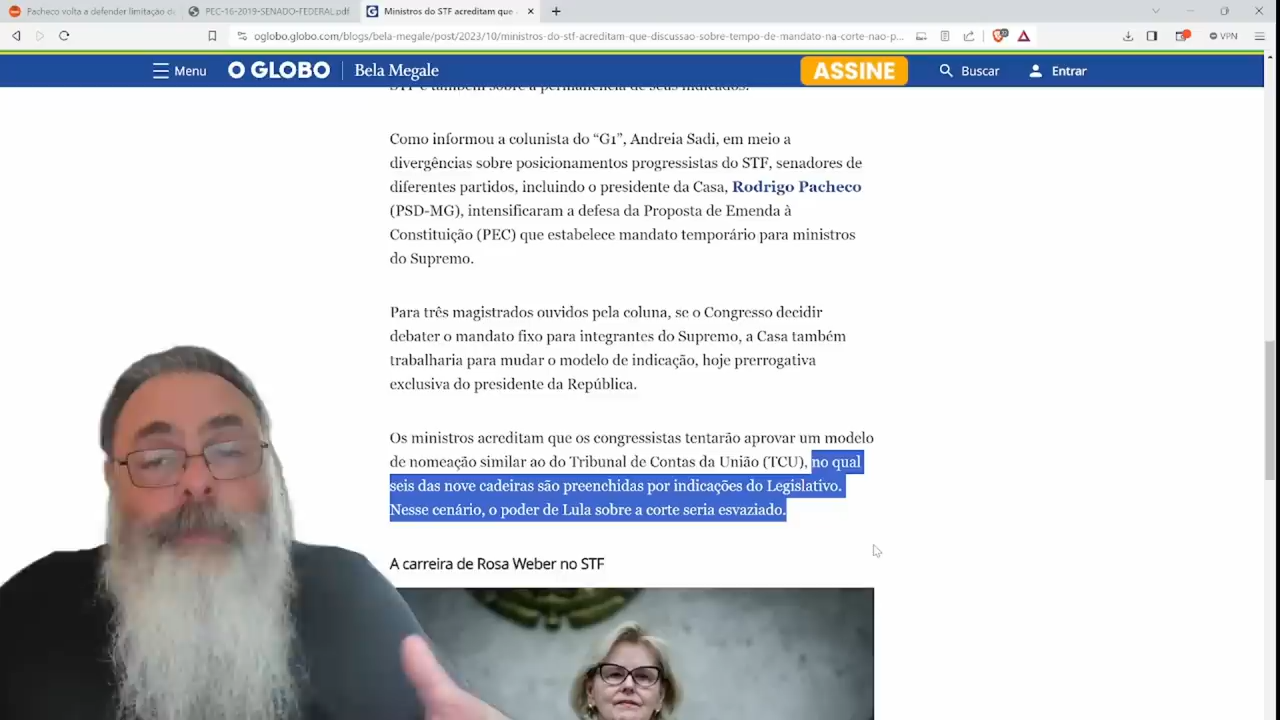 Pacheco volta a defender limitação d
PEC-16-2019-SENADO-FEDERAL.pdf
Ministros do STF acreditam que
oglobo.globo.com/blogs/bela-megale/post/2023/10/ministros-do-stf-acreditam-que-discussao-sobre-tempo-de-mandato-na-corte-nao-p...
VPN
Menu
O GLOBO
Bela Megale
ASSINE
Buscar
Entrar
STF e também sobre a permanência de seus indicados.
Como informou a colunista do “G1”, Andreia Sadi, em meio a
divergências sobre posicionamentos progressistas do STF, senadores de
diferentes partidos, incluindo o presidente da Casa, Rodrigo Pacheco
(PSD-MG), intensificaram a defesa da Proposta de Emenda à
Constituição (PEC) que estabelece mandato temporário para ministros
do Supremo.
Para três magistrados ouvidos pela coluna, se o Congresso decidir
debater o mandato fixo para integrantes do Supremo, a Casa também
trabalharia para mudar o modelo de indicação, hoje prerrogativa
exclusiva do presidente da República.
Os ministros acreditam que os congressistas tentarão aprovar um modelo
de nomeação similar ao do Tribunal de Contas da União (TCU), no qual
seis das nove cadeiras são preenchidas por indicações do Legislativo.
Nesse cenário, o poder de Lula sobre a corte seria esvaziado.
A carreira de Rosa Weber no STF